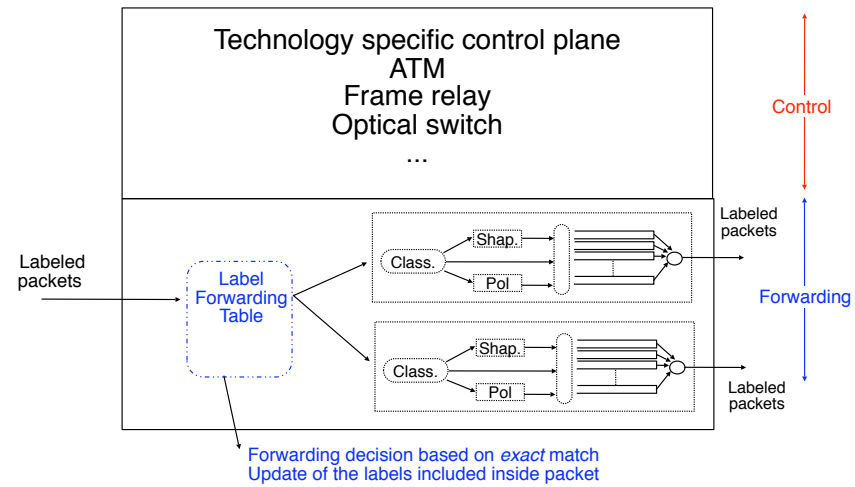 Technology specific control plane
ATM
Frame relay
Optical switch
...
Control
Labeled
packets
Label
Forwarding
Table
Class.
Shap.
Pol
Labeled
packets
Forwarding
Class.
Shap.
Pol
Labeled
packets
Forwarding decision based on exact match
Update of the labels included inside packet